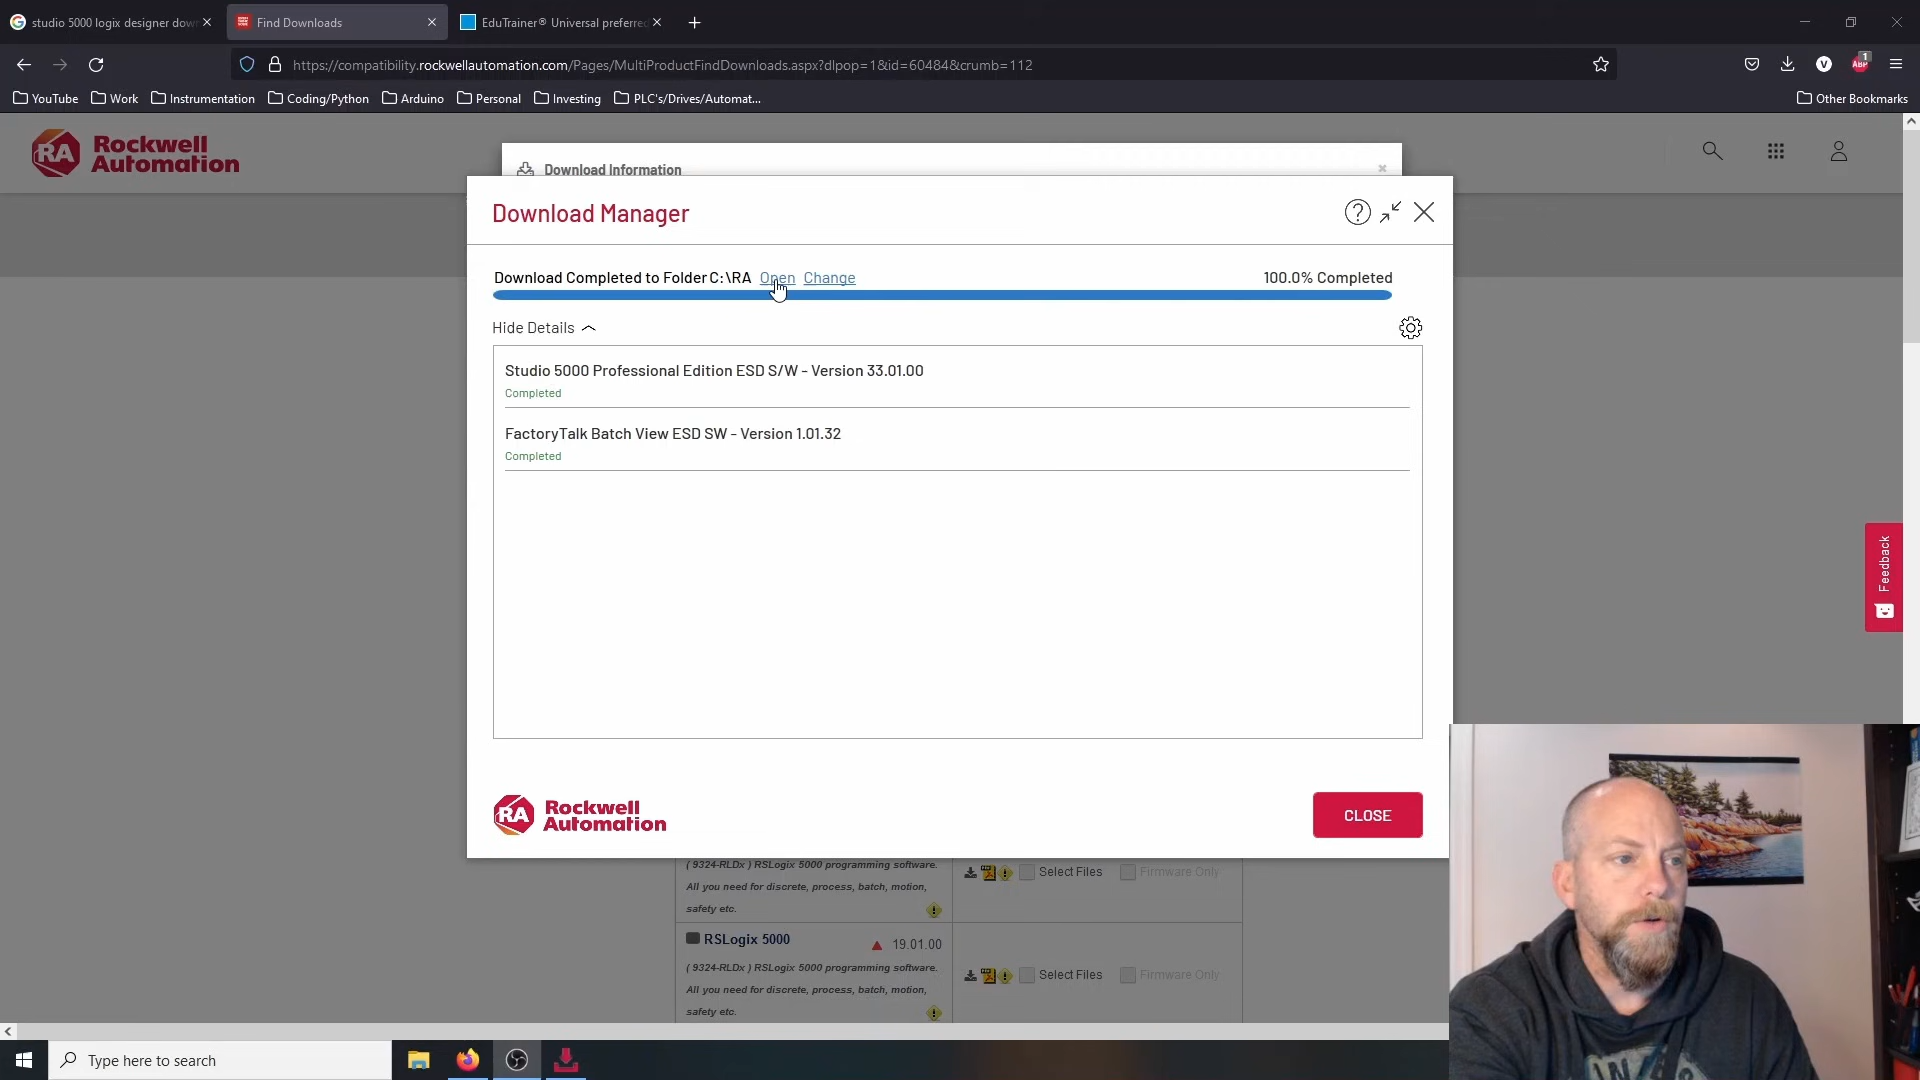 studio 5000 logix designer dow
Find Downloads
EduTrainer® Universal preferre
https://compatibility.rockwellautomation.com/Pages/MultiProductFindDownloads.aspx?dlpop=1&id=60484&crumb=112
V
ABP
1
YouTube
Work
Instrumentation
Coding/Python
Arduino
Personal
Investing
PLC's/Drives/Automat...
Other Bookmarks
RA Rockwell
Automation
Download Information
Download Manager
Download Completed to Folder C:\RA Open Change
100.0% Completed
Hide Details
Studio 5000 Professional Edition ESD S/W - Version 33.01.00
Completed
FactoryTalk Batch View ESD SW - Version 1.01.32
Completed
Feedback
RA Rockwell
Automation
CLOSE
( 9324-RLDx ) RSLogix 5000 programming software.
All you need for discrete, process, batch, motion,
safety etc.
Select Files
Firmware Only
RSLogix 5000
19.01.00
( 9324-RLDx ) RSLogix 5000 programming software.
All you need for discrete, process, batch, motion,
safety etc.
Select Files
Firmware Only
Type here to search